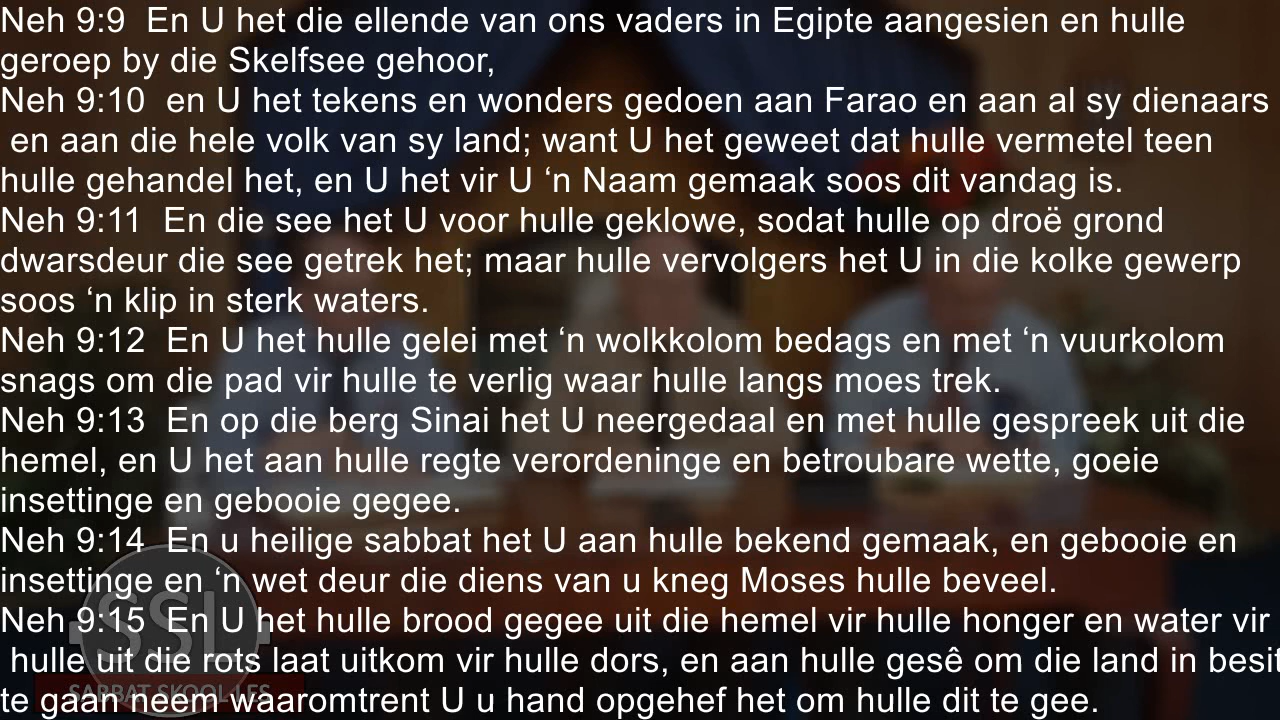 Neh 9:9  En U het die ellende van ons vaders in Egipte aangesien en hulle
geroep by die Skelfsee gehoor,
Neh 9:10  en U het tekens en wonders gedoen aan Farao en aan al sy dienaars
en aan die hele volk van sy land; want U het geweet dat hulle vermetel teen
hulle gehandel het, en U het vir U ‘n Naam gemaak soos dit vandag is.
Neh 9:11  En die see het U voor hulle geklowe, sodat hulle op droë grond
dwarsdeur die see getrek het; maar hulle vervolgers het U in die kolke gewerp
soos ‘n klip in sterk waters.
Neh 9:12  En U het hulle gelei met ‘n wolkkolom bedags en met ‘n vuurkolom
snags om die pad vir hulle te verlig waar hulle langs moes trek.
Neh 9:13  En op die berg Sinai het U neergedaal en met hulle gespreek uit die
hemel, en U het aan hulle regte verordeninge en betroubare wette, goeie
insettinge en gebooie gegee.
Neh 9:14  En u heilige sabbat het U aan hulle bekend gemaak, en gebooie en
insettinge en ‘n wet deur die diens van u kneg Moses hulle beveel.
Neh 9:15  En U het hulle brood gegee uit die hemel vir hulle honger en water vir
hulle uit die rots laat uitkom vir hulle dors, en aan hulle gesê om die land in besit
te gaan neem waaromtrent U u hand opgehef het om hulle dit te gee.
SSL
SABBAT SKOOL LES